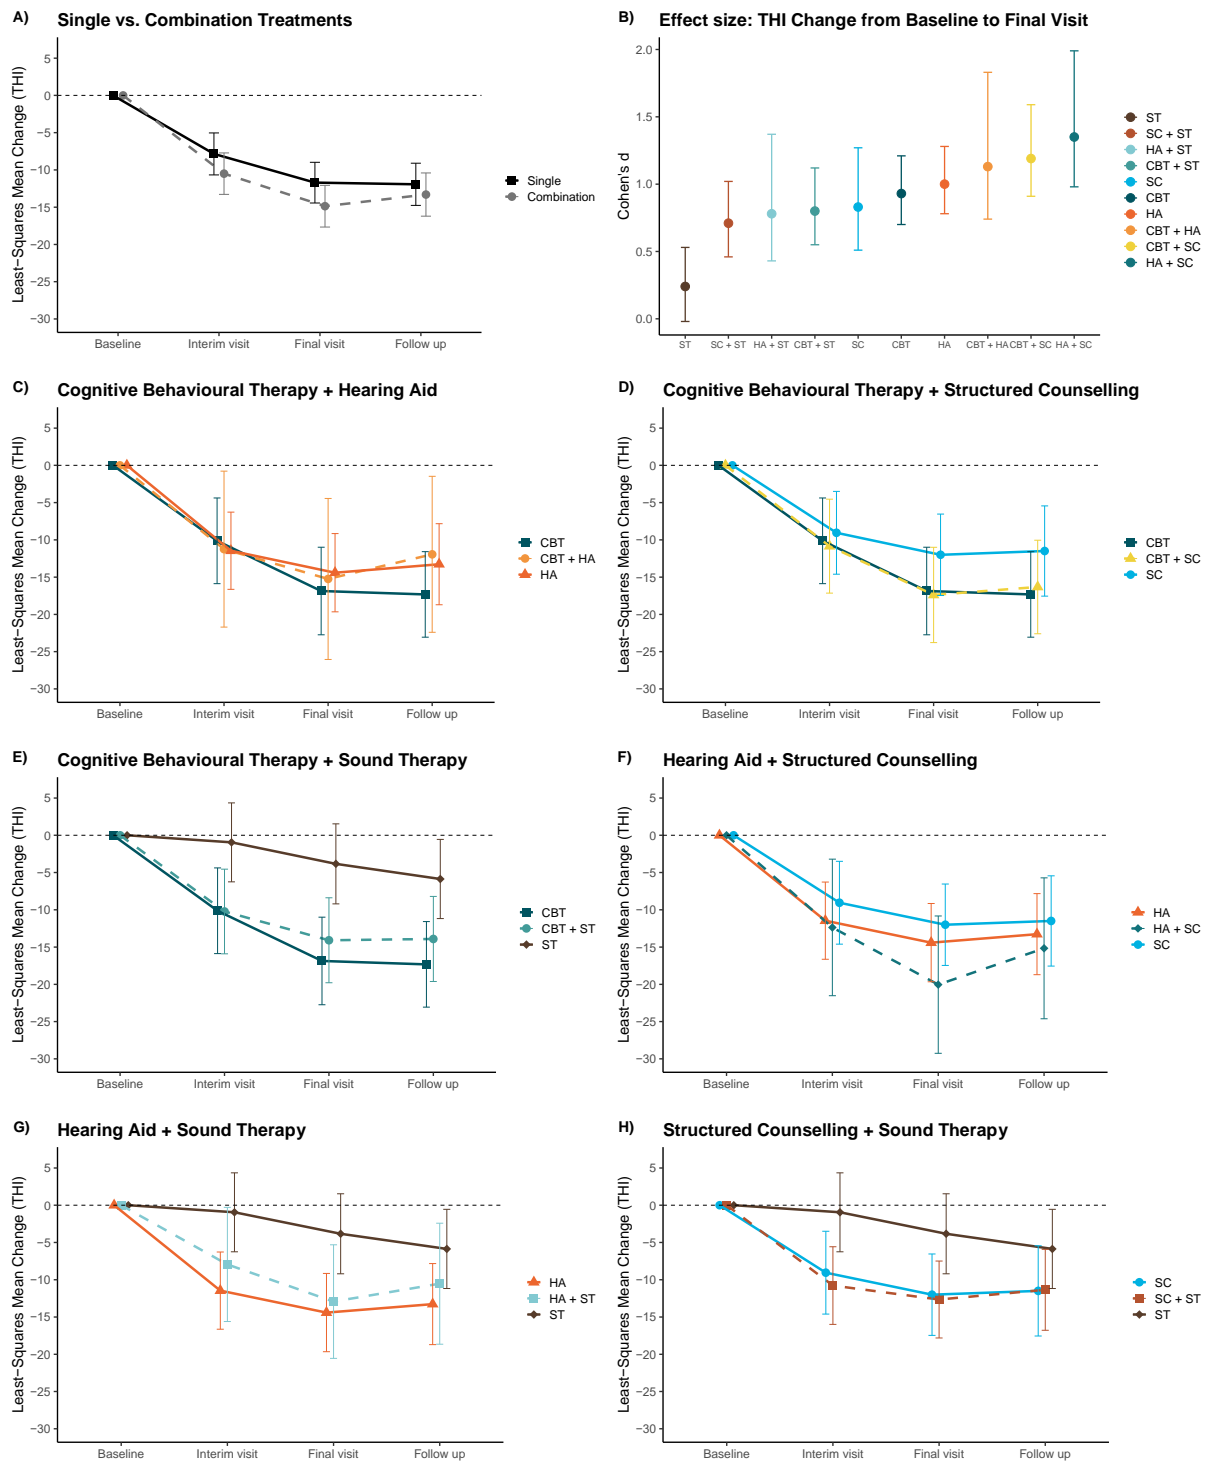 A) Single vs. Combination Treatments
Least−Squares Mean Change (THI)
5
0
−5
−10
−15
−20
−25
−30
Baseline Interim visit Final visit Follow up
Single
Combination
B) Effect size: THI Change from Baseline to Final Visit
Cohen's d
2.0
1.5
1.0
0.5
0.0
ST SC + ST HA + ST CBT + ST SC CBT HA CBT + HA CBT + SC HA + SC
ST
SC + ST
HA + ST
CBT + ST
SC
CBT
HA
CBT + HA
CBT + SC
HA + SC
C) Cognitive Behavioural Therapy + Hearing Aid
Least−Squares Mean Change (THI)
5
0
−5
−10
−15
−20
−25
−30
Baseline Interim visit Final visit Follow up
CBT
CBT + HA
HA
D) Cognitive Behavioural Therapy + Structured Counselling
Least−Squares Mean Change (THI)
5
0
−5
−10
−15
−20
−25
−30
Baseline Interim visit Final visit Follow up
CBT
CBT + SC
SC
E) Cognitive Behavioural Therapy + Sound Therapy
Least−Squares Mean Change (THI)
5
0
−5
−10
−15
−20
−25
−30
Baseline Interim visit Final visit Follow up
CBT
CBT + ST
ST
F) Hearing Aid + Structured Counselling
Least−Squares Mean Change (THI)
5
0
−5
−10
−15
−20
−25
−30
Baseline Interim visit Final visit Follow up
HA
HA + SC
SC
G) Hearing Aid + Sound Therapy
Least−Squares Mean Change (THI)
5
0
−5
−10
−15
−20
−25
−30
Baseline Interim visit Final visit Follow up
HA
HA + ST
ST
H) Structured Counselling + Sound Therapy
Least−Squares Mean Change (THI)
5
0
−5
−10
−15
−20
−25
−30
Baseline Interim visit Final visit Follow up
SC
SC + ST
ST